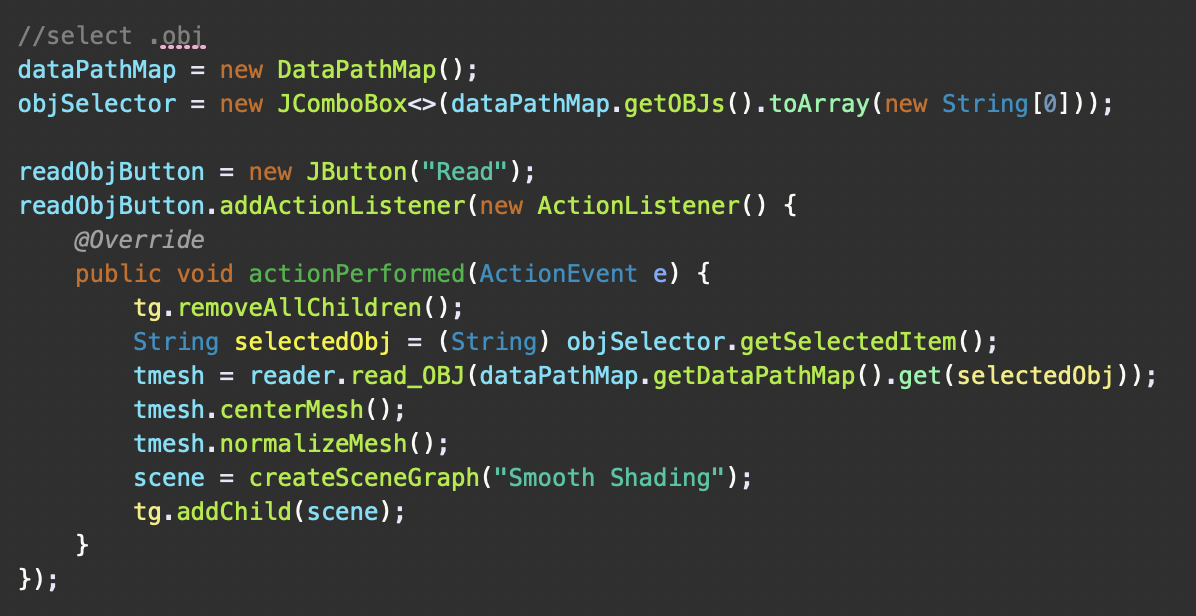 //select .obj
dataPathMap = new DataPathMap();
objSelector = new JComboBox<>(dataPathMap.getOBJs().toArray(new String[0]));
readObjButton = new JButton("Read");
readObjButton.addActionListener(new ActionListener() {
@Override
public void actionPerformed(ActionEvent e) {
tg.removeAllChildren();
String selectedObj = (String) objSelector.getSelectedItem();
tmesh = reader.read_OBJ(dataPathMap.getDataPathMap().get(selectedObj));
tmesh.centerMesh();
tmesh.normalizeMesh();
scene = createSceneGraph("Smooth Shading");
tg.addChild(scene);
}
});